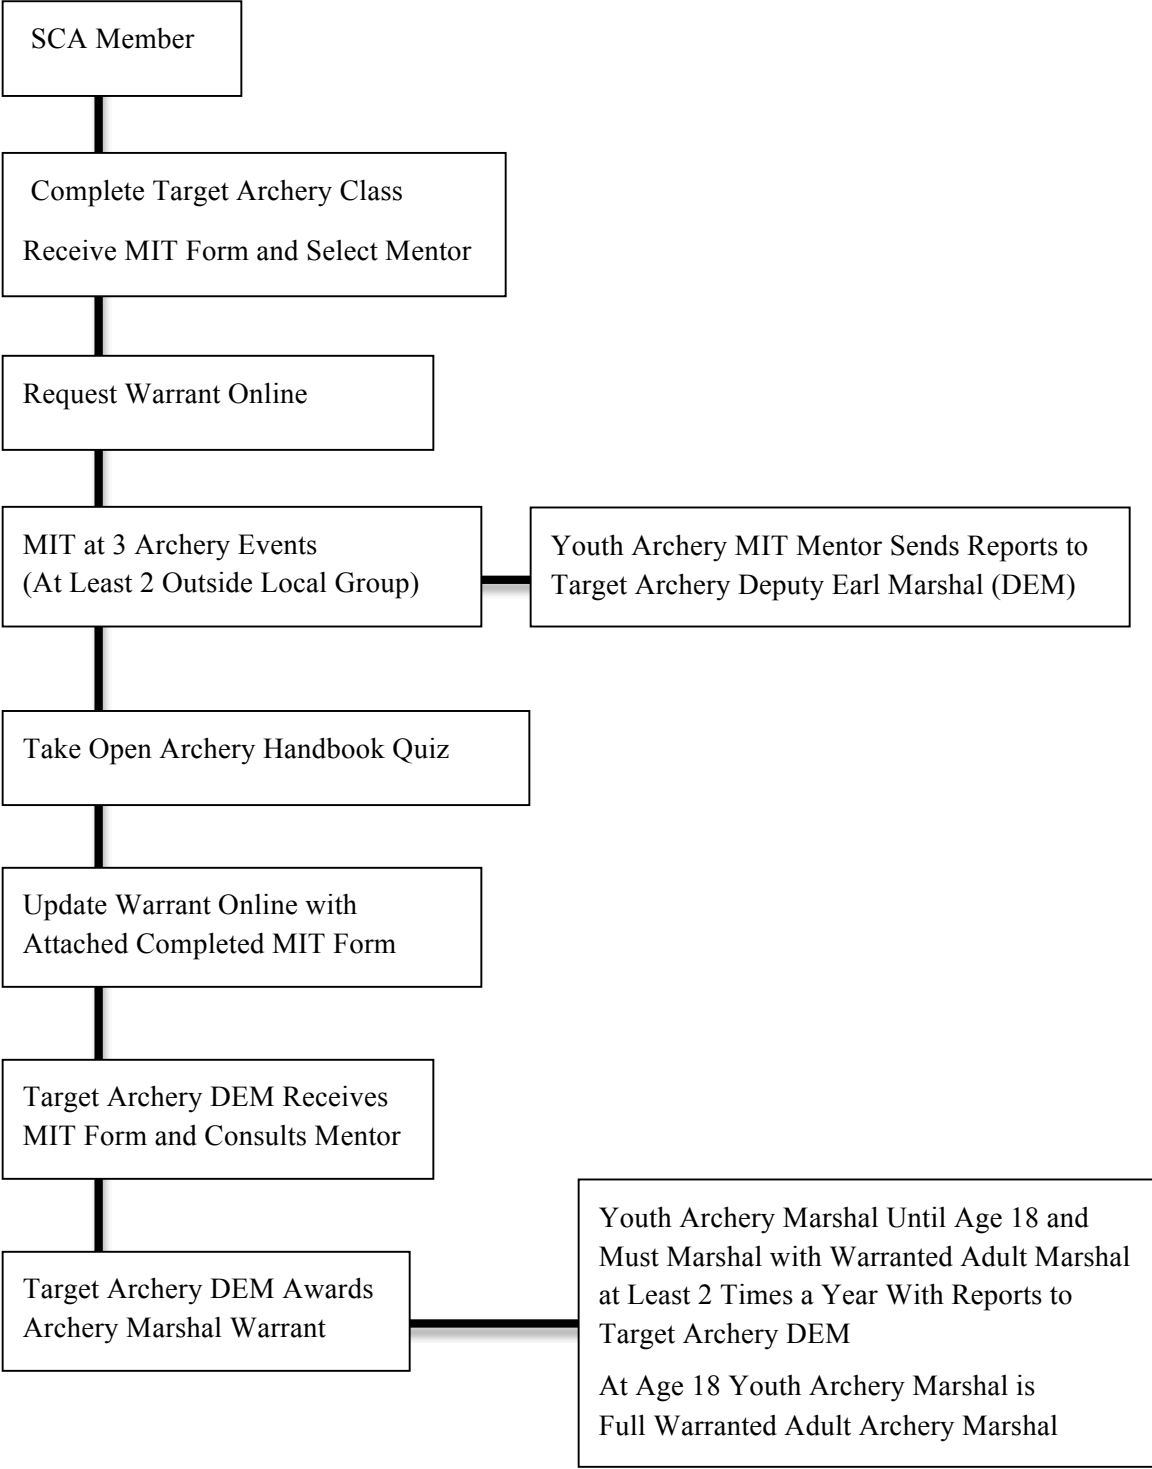 SCA Member
Complete Target Archery Class
Receive MIT Form and Select Mentor
Request Warrant Online
MIT at 3 Archery Events
(At Least 2 Outside Local Group)
Youth Archery MIT Mentor Sends Reports to
Target Archery Deputy Earl Marshal (DEM)
Take Open Archery Handbook Quiz
Update Warrant Online with
Attached Completed MIT Form
Target Archery DEM Receives
MIT Form and Consults Mentor
Target Archery DEM Awards
Archery Marshal Warrant
Youth Archery Marshal Until Age 18 and
Must Marshal with Warranted Adult Marshal
at Least 2 Times a Year With Reports to
Target Archery DEM
At Age 18 Youth Archery Marshal is
Full Warranted Adult Archery Marshal